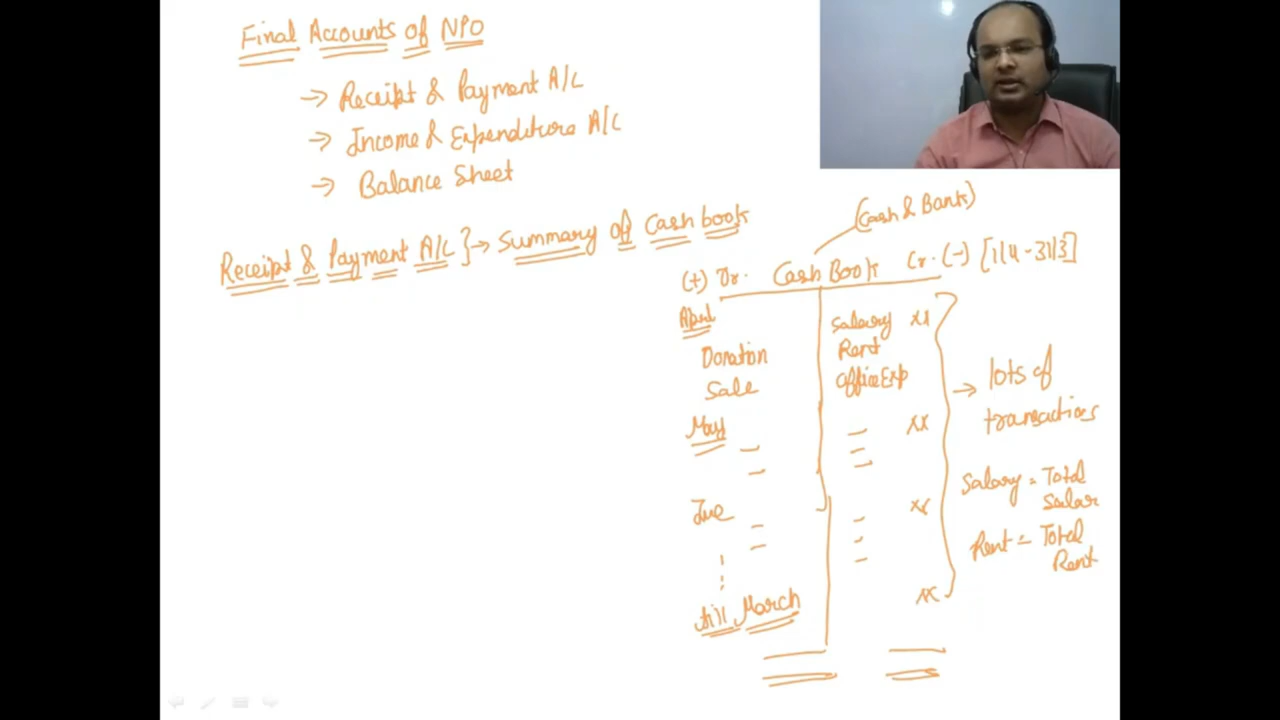 Final Accounts of NPO
→ Receipt & Payment A/C
→ Income & Expenditure A/C
→ Balance Sheet
Receipt & Payment A/C }→ Summary of Cash book
(Cash & Bank)
(+) Dr. Cash Book Cr. (-) [1/4 - 31/3]
April
Salary xx
Donation
Rent
Sale
Office Exp
→ lots of
transactions
May
xx
Salary = Total
Salar
June
xx
Rent = Total
Rent
till March
xx